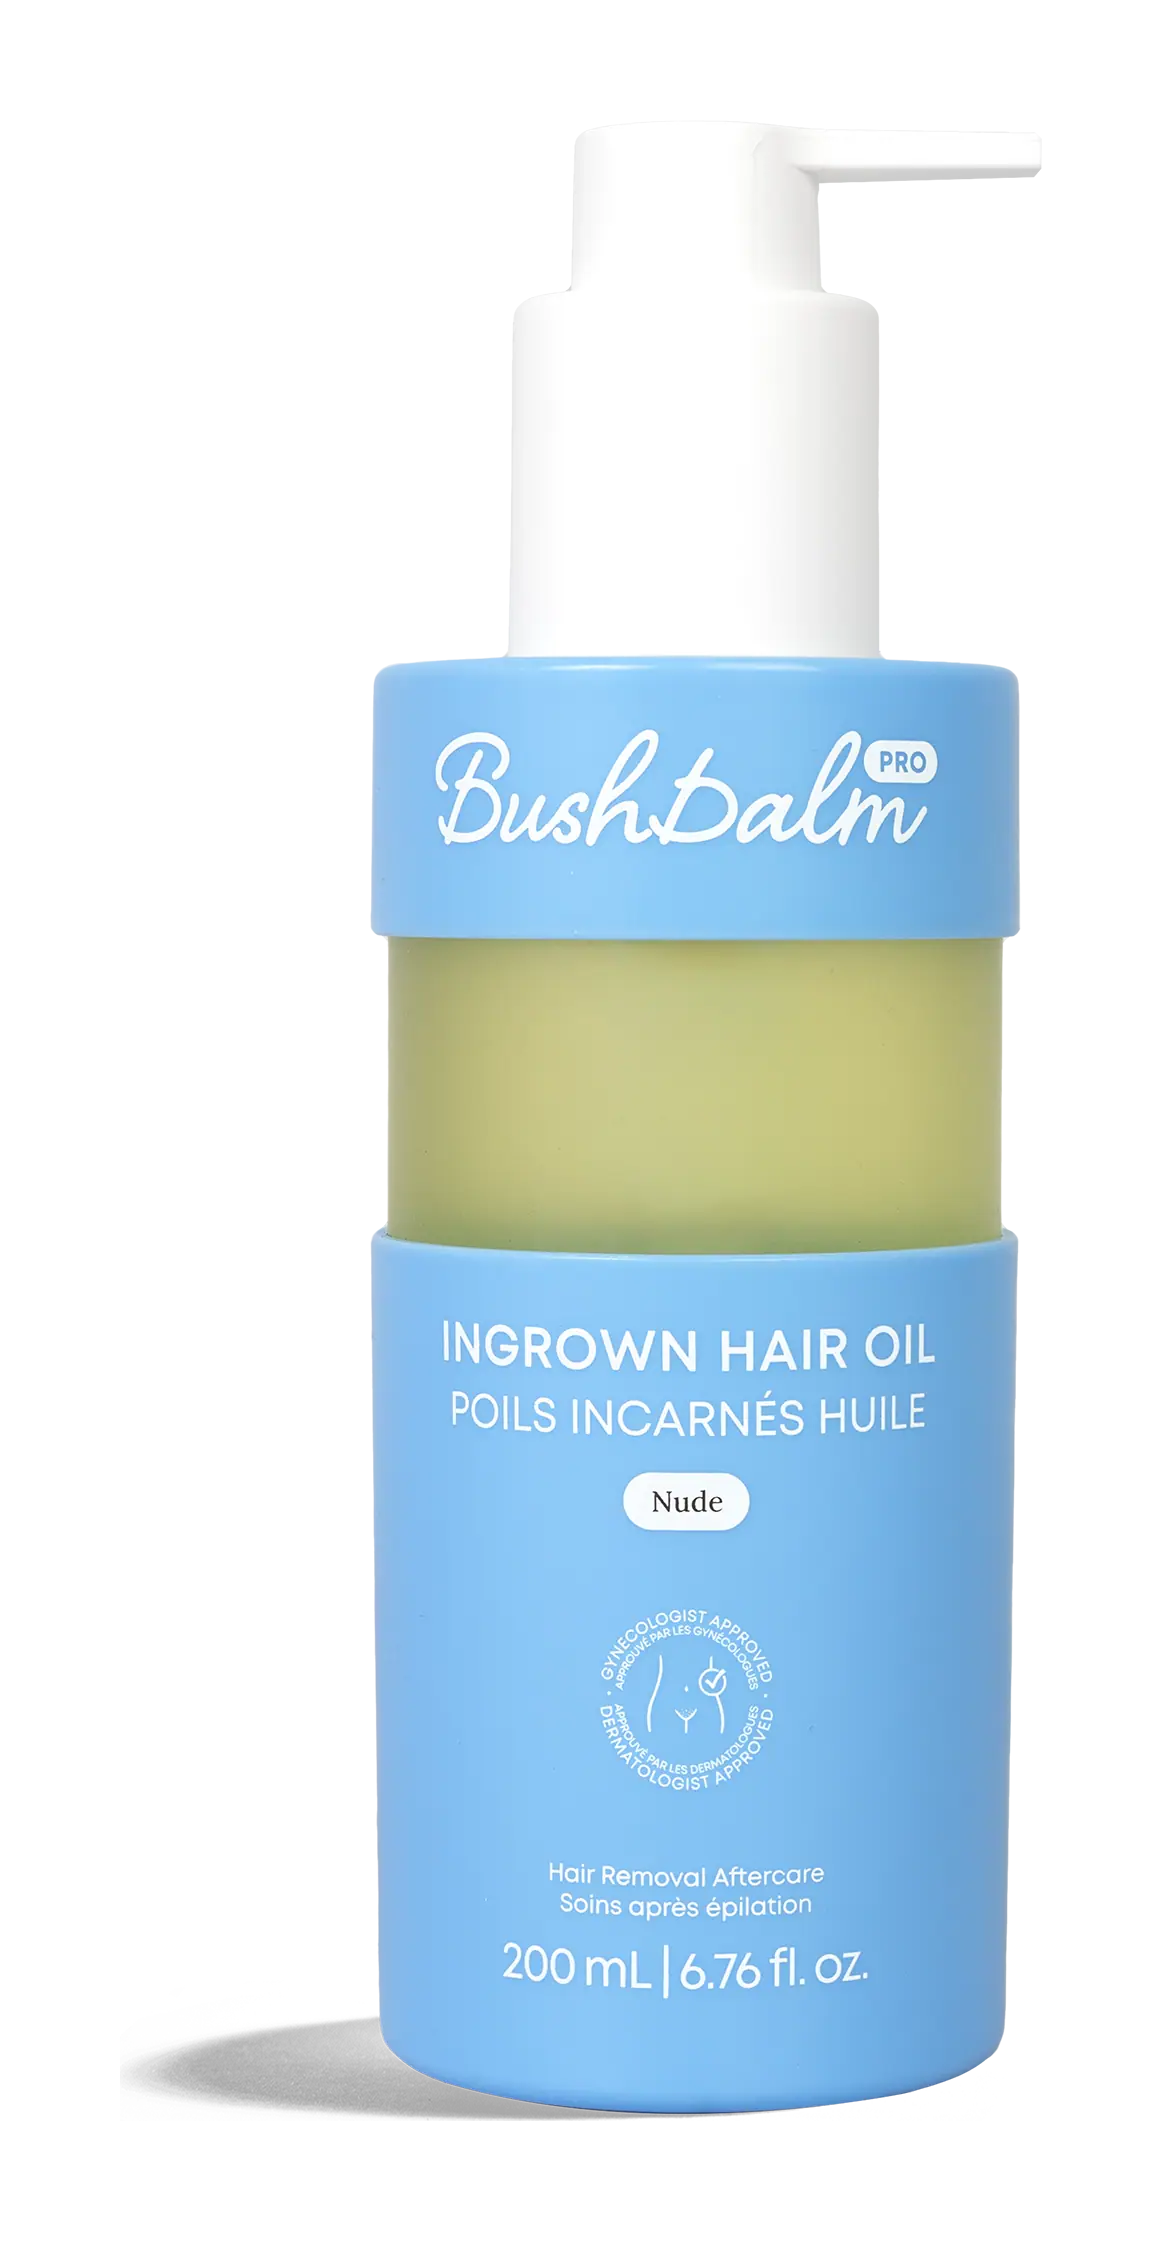 Bushbalm PRO
INGROWN HAIR OIL
POILS INCARNÉS HUILE
Nude
GYNECOLOGIST APPROVED
APPROUVÉ PAR LES GYNÉCOLOGUES
APPROUVÉ PAR LES DERMATOLOGUES
DERMATOLOGIST APPROVED
Hair Removal Aftercare
Soins après épilation
200 mL | 6.76 fl. oz.